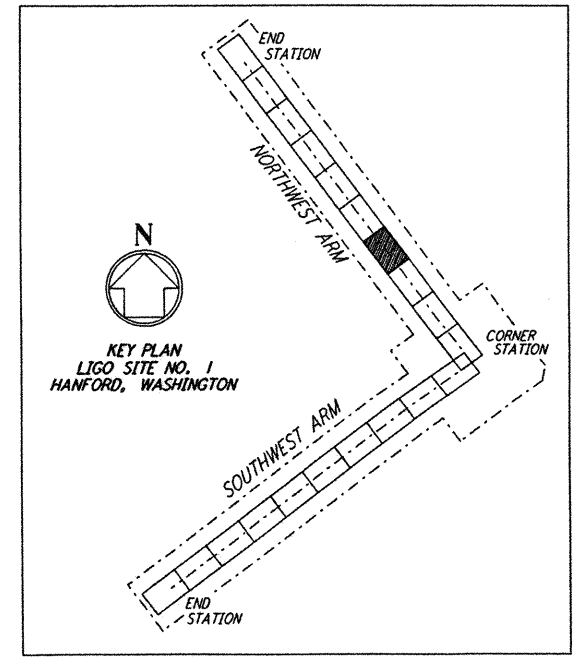 END
STATION
NORTHWEST ARM
N
KEY PLAN
LIGO SITE NO. 1
HANFORD, WASHINGTON
CORNER
STATION
SOUTHWEST ARM
END
STATION